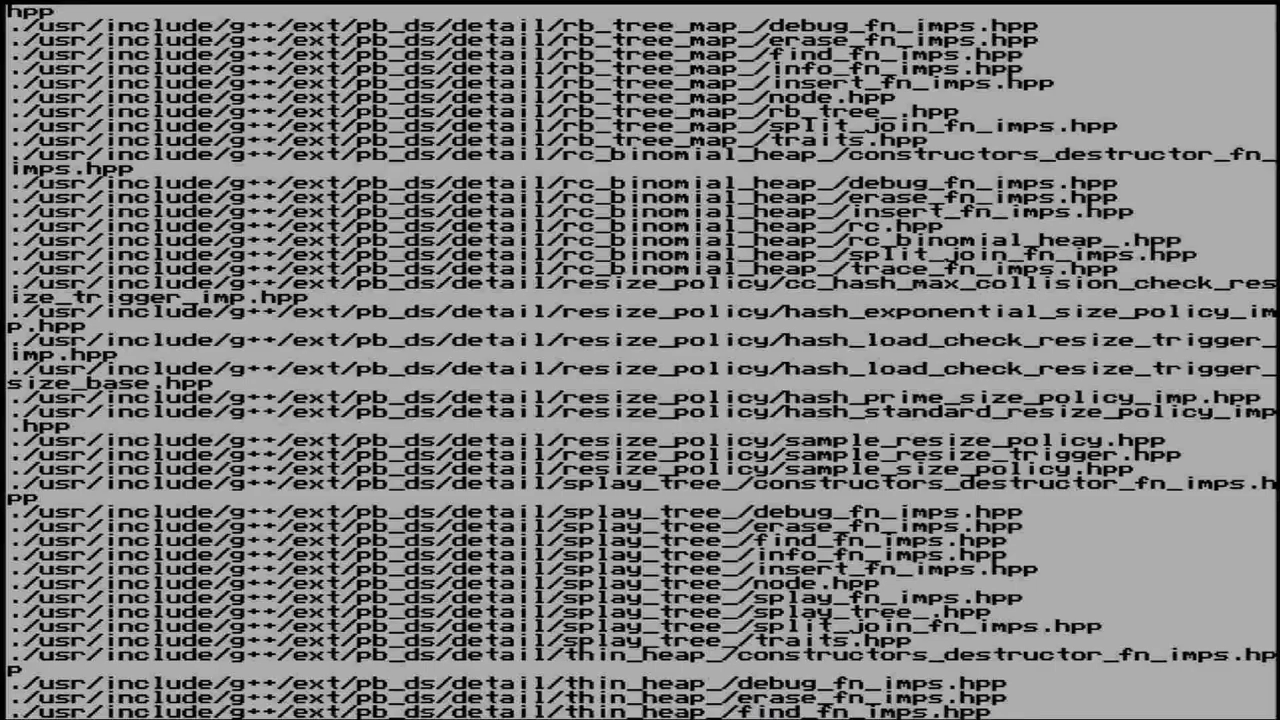 hpp
./usr/include/g++/ext/pb_ds/detail/rb_tree_map_/debug_fn_imps.hpp
./usr/include/g++/ext/pb_ds/detail/rb_tree_map_/erase_fn_imps.hpp
./usr/include/g++/ext/pb_ds/detail/rb_tree_map_/find_fn_imps.hpp
./usr/include/g++/ext/pb_ds/detail/rb_tree_map_/info_fn_imps.hpp
./usr/include/g++/ext/pb_ds/detail/rb_tree_map_/insert_fn_imps.hpp
./usr/include/g++/ext/pb_ds/detail/rb_tree_map_/node.hpp
./usr/include/g++/ext/pb_ds/detail/rb_tree_map_/rb_tree_.hpp
./usr/include/g++/ext/pb_ds/detail/rb_tree_map_/split_join_fn_imps.hpp
./usr/include/g++/ext/pb_ds/detail/rb_tree_map_/traits.hpp
./usr/include/g++/ext/pb_ds/detail/rc_binomial_heap_/constructors_destructor_fn_
imps.hpp
./usr/include/g++/ext/pb_ds/detail/rc_binomial_heap_/debug_fn_imps.hpp
./usr/include/g++/ext/pb_ds/detail/rc_binomial_heap_/erase_fn_imps.hpp
./usr/include/g++/ext/pb_ds/detail/rc_binomial_heap_/insert_fn_imps.hpp
./usr/include/g++/ext/pb_ds/detail/rc_binomial_heap_/rc.hpp
./usr/include/g++/ext/pb_ds/detail/rc_binomial_heap_/rc_binomial_heap_.hpp
./usr/include/g++/ext/pb_ds/detail/rc_binomial_heap_/split_join_fn_imps.hpp
./usr/include/g++/ext/pb_ds/detail/rc_binomial_heap_/trace_fn_imps.hpp
./usr/include/g++/ext/pb_ds/detail/resize_policy/cc_hash_max_collision_check_res
ize_trigger_imp.hpp
./usr/include/g++/ext/pb_ds/detail/resize_policy/hash_exponential_size_policy_im
p.hpp
./usr/include/g++/ext/pb_ds/detail/resize_policy/hash_load_check_resize_trigger_
imp.hpp
./usr/include/g++/ext/pb_ds/detail/resize_policy/hash_load_check_resize_trigger_
size_base.hpp
./usr/include/g++/ext/pb_ds/detail/resize_policy/hash_prime_size_policy_imp.hpp
./usr/include/g++/ext/pb_ds/detail/resize_policy/hash_standard_resize_policy_imp
.hpp
./usr/include/g++/ext/pb_ds/detail/resize_policy/sample_resize_policy.hpp
./usr/include/g++/ext/pb_ds/detail/resize_policy/sample_resize_trigger.hpp
./usr/include/g++/ext/pb_ds/detail/resize_policy/sample_size_policy.hpp
./usr/include/g++/ext/pb_ds/detail/splay_tree_/constructors_destructor_fn_imps.h
pp
./usr/include/g++/ext/pb_ds/detail/splay_tree_/debug_fn_imps.hpp
./usr/include/g++/ext/pb_ds/detail/splay_tree_/erase_fn_imps.hpp
./usr/include/g++/ext/pb_ds/detail/splay_tree_/find_fn_imps.hpp
./usr/include/g++/ext/pb_ds/detail/splay_tree_/info_fn_imps.hpp
./usr/include/g++/ext/pb_ds/detail/splay_tree_/insert_fn_imps.hpp
./usr/include/g++/ext/pb_ds/detail/splay_tree_/node.hpp
./usr/include/g++/ext/pb_ds/detail/splay_tree_/splay_fn_imps.hpp
./usr/include/g++/ext/pb_ds/detail/splay_tree_/splay_tree_.hpp
./usr/include/g++/ext/pb_ds/detail/splay_tree_/split_join_fn_imps.hpp
./usr/include/g++/ext/pb_ds/detail/splay_tree_/traits.hpp
./usr/include/g++/ext/pb_ds/detail/thin_heap_/constructors_destructor_fn_imps.hp
p
./usr/include/g++/ext/pb_ds/detail/thin_heap_/debug_fn_imps.hpp
./usr/include/g++/ext/pb_ds/detail/thin_heap_/erase_fn_imps.hpp
./usr/include/g++/ext/pb_ds/detail/thin_heap_/find_fn_imps.hpp